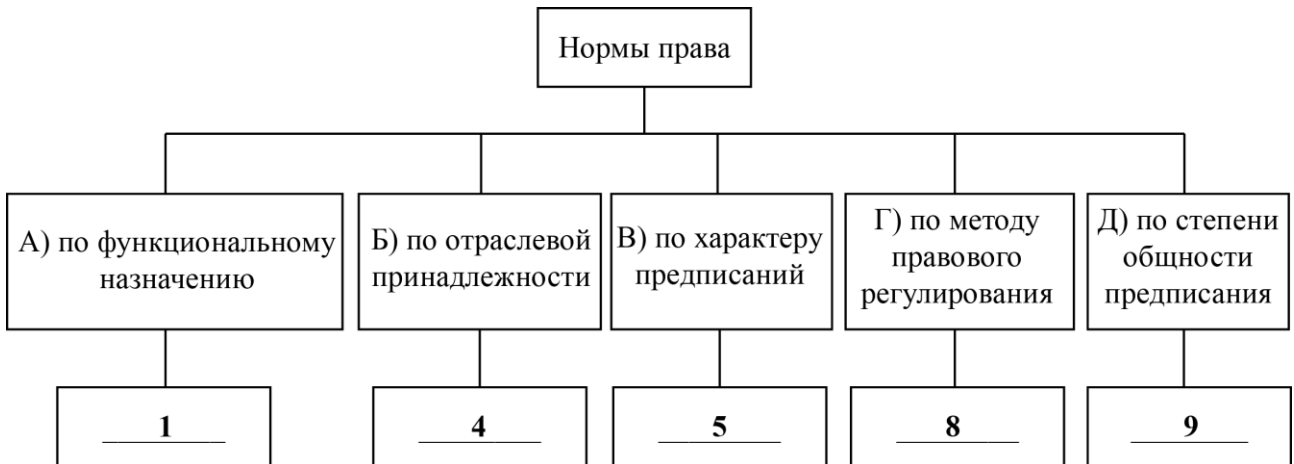 Нормы права
А) по функциональному
назначению
Б) по отраслевой
принадлежности
В) по характеру
предписаний
Г) по методу
правового
регулирования
Д) по степени
общности
предписания
1
4
5
8
9